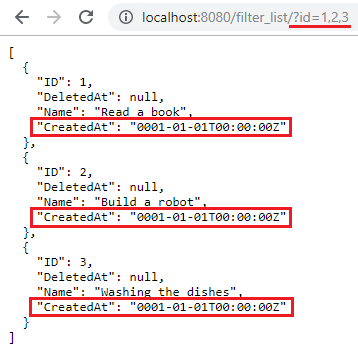 localhost:8080/filter_list/?id=1,2,3
[
  {
    "ID": 1,
    "DeletedAt": null,
    "Name": "Read a book",
    "CreatedAt": "0001-01-01T00:00:00Z"
  },
  {
    "ID": 2,
    "DeletedAt": null,
    "Name": "Build a robot",
    "CreatedAt": "0001-01-01T00:00:00Z"
  },
  {
    "ID": 3,
    "DeletedAt": null,
    "Name": "Washing the dishes",
    "CreatedAt": "0001-01-01T00:00:00Z"
  }
]